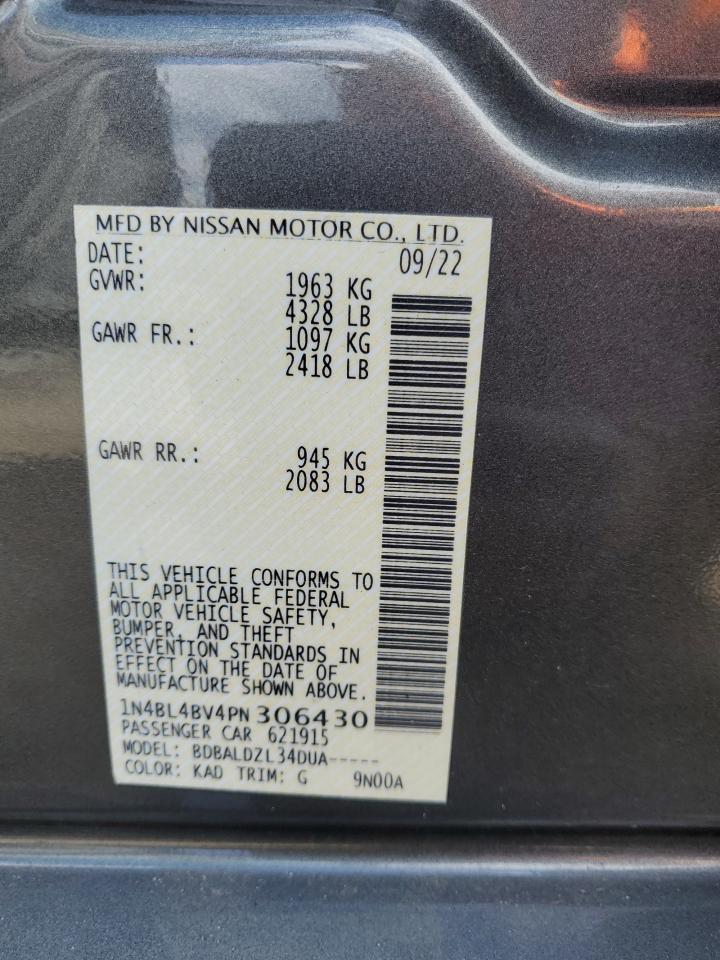 MFD BY NISSAN MOTOR CO., LTD.
DATE: 09/22
GVWR: 1963 KG
4328 LB
GAWR FR.: 1097 KG
2418 LB
GAWR RR.: 945 KG
2083 LB
THIS VEHICLE CONFORMS TO
ALL APPLICABLE FEDERAL
MOTOR VEHICLE SAFETY,
BUMPER, AND THEFT
PREVENTION STANDARDS IN
EFFECT ON THE DATE OF
MANUFACTURE SHOWN ABOVE.
1N4BL4BV4PN306430
PASSENGER CAR 621915
MODEL: BDBALDZL34DUA-----
COLOR: KAD TRIM: G 9N00A